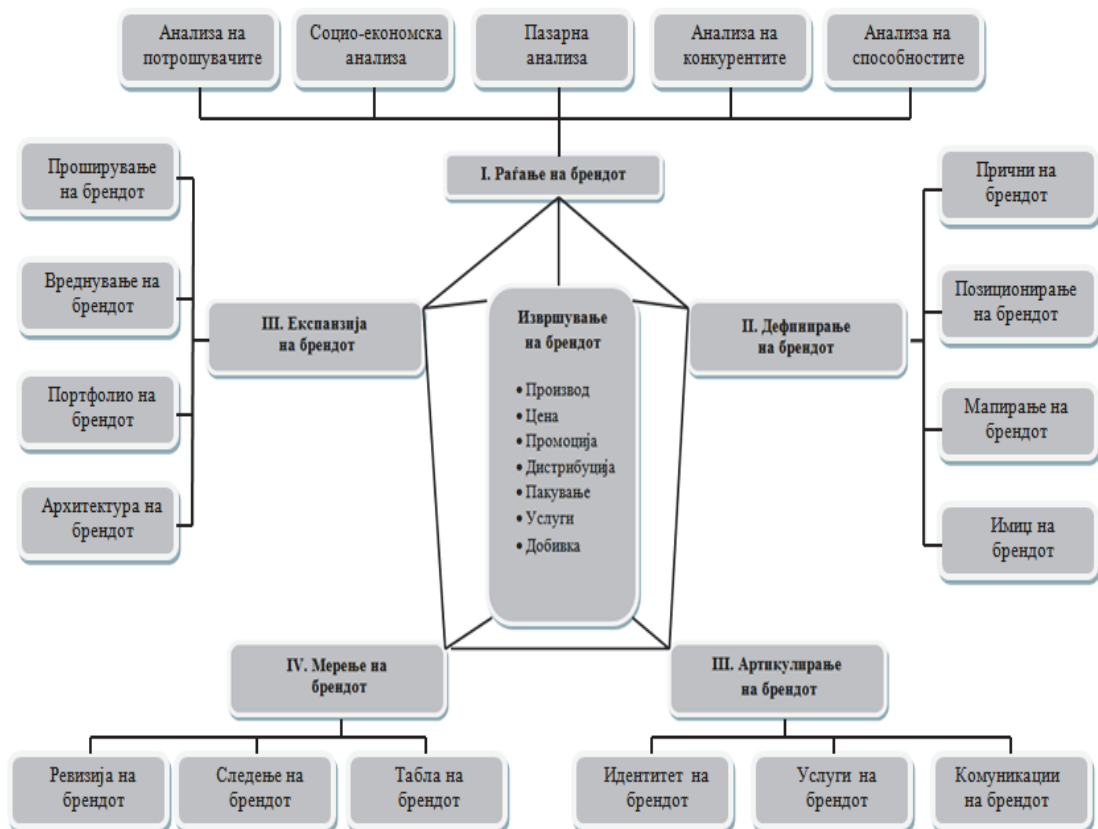 Анализа на
потрошувачите
Социо-економска
анализа
Пазарна
анализа
Анализа на
конкурентите
Анализа на
способностите
I. Раѓање на брендот
Проширување
на брендот
Вреднување на
брендот
Портфолио на
брендот
Архитектура на
брендот
III. Експанзија
на брендот
Извршување
на брендот
• Производ
• Цена
• Промоција
• Дистрибуција
• Пакување
• Услуги
• Добивка
II. Дефинирање
на брендот
Прични на
брендот
Позиционирање
на брендот
Мапирање на
брендот
Имиџ на
брендот
IV. Мерење на
брендот
III. Артикулирање
на брендот
Ревизија на
брендот
Следење на
брендот
Табла на
брендот
Идентитет на
брендот
Услуги на
брендот
Комуникации
на брендот